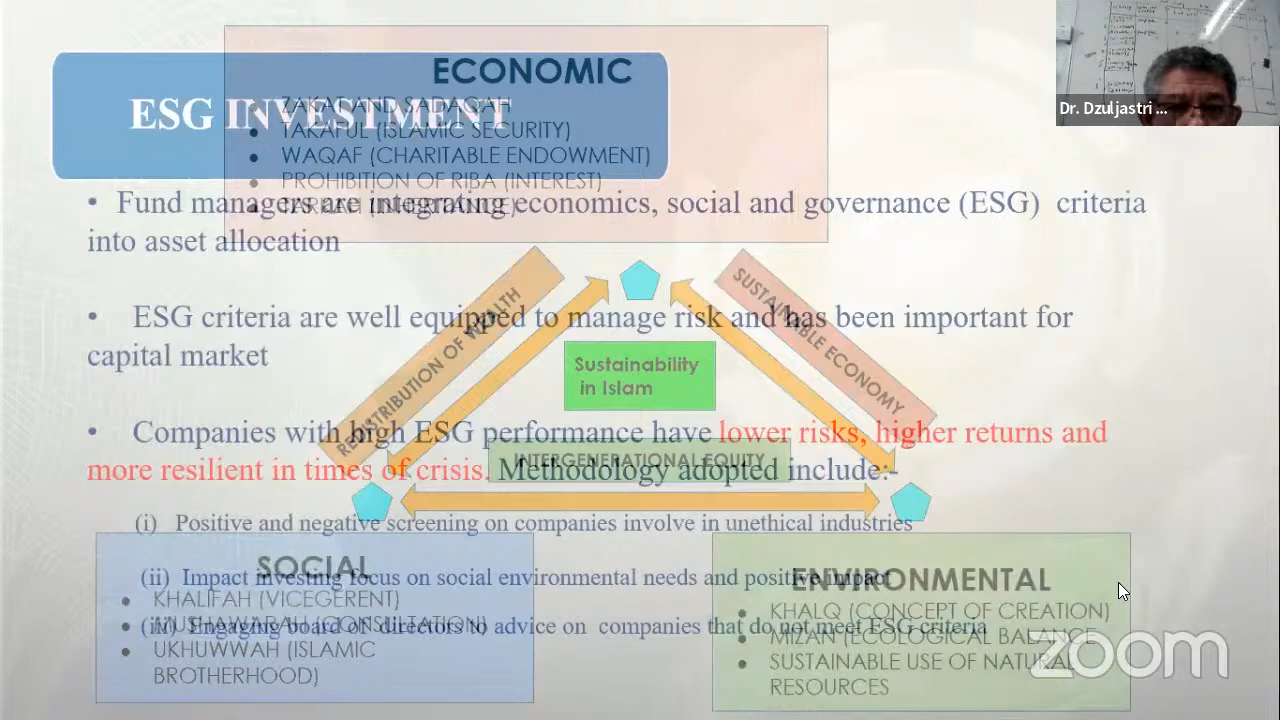 ECONOMIC
ZAKAT AND SADAQAH
TAKAFUL (ISLAMIC SECURITY)
WAQAF (CHARITABLE ENDOWMENT)
PROHIBITION OF RIBA (INTEREST)
ESG INVESTMENT
• Fund managers are integrating economics, social and governance (ESG) criteria
into asset allocation
• ESG criteria are well equipped to manage risk and has been important for
capital market
• Companies with high ESG performance have lower risks, higher returns and
more resilient in times of crisis. Methodology adopted include:-
(i) Positive and negative screening on companies involve in unethical industries
(ii) Impact investing focus on social environmental needs and positive impact
(iii) Engaging board of directors to advice on companies that do not meet ESG criteria
REDISTRIBUTION OF WEALTH
SUSTAINABLE ECONOMY
Sustainability
in Islam
INTERGENERATIONAL EQUITY
SOCIAL
• KHALIFAH (VICEGERENT)
• MUSHAWARAH (CONSULTATION)
• UKHUWWAH (ISLAMIC
BROTHERHOOD)
ENVIRONMENTAL
• KHALQ (CONCEPT OF CREATION)
• MIZAN (ECOLOGICAL BALANCE
• SUSTAINABLE USE OF NATURAL
RESOURCES
Dr. Dzuljastri ...
zoom